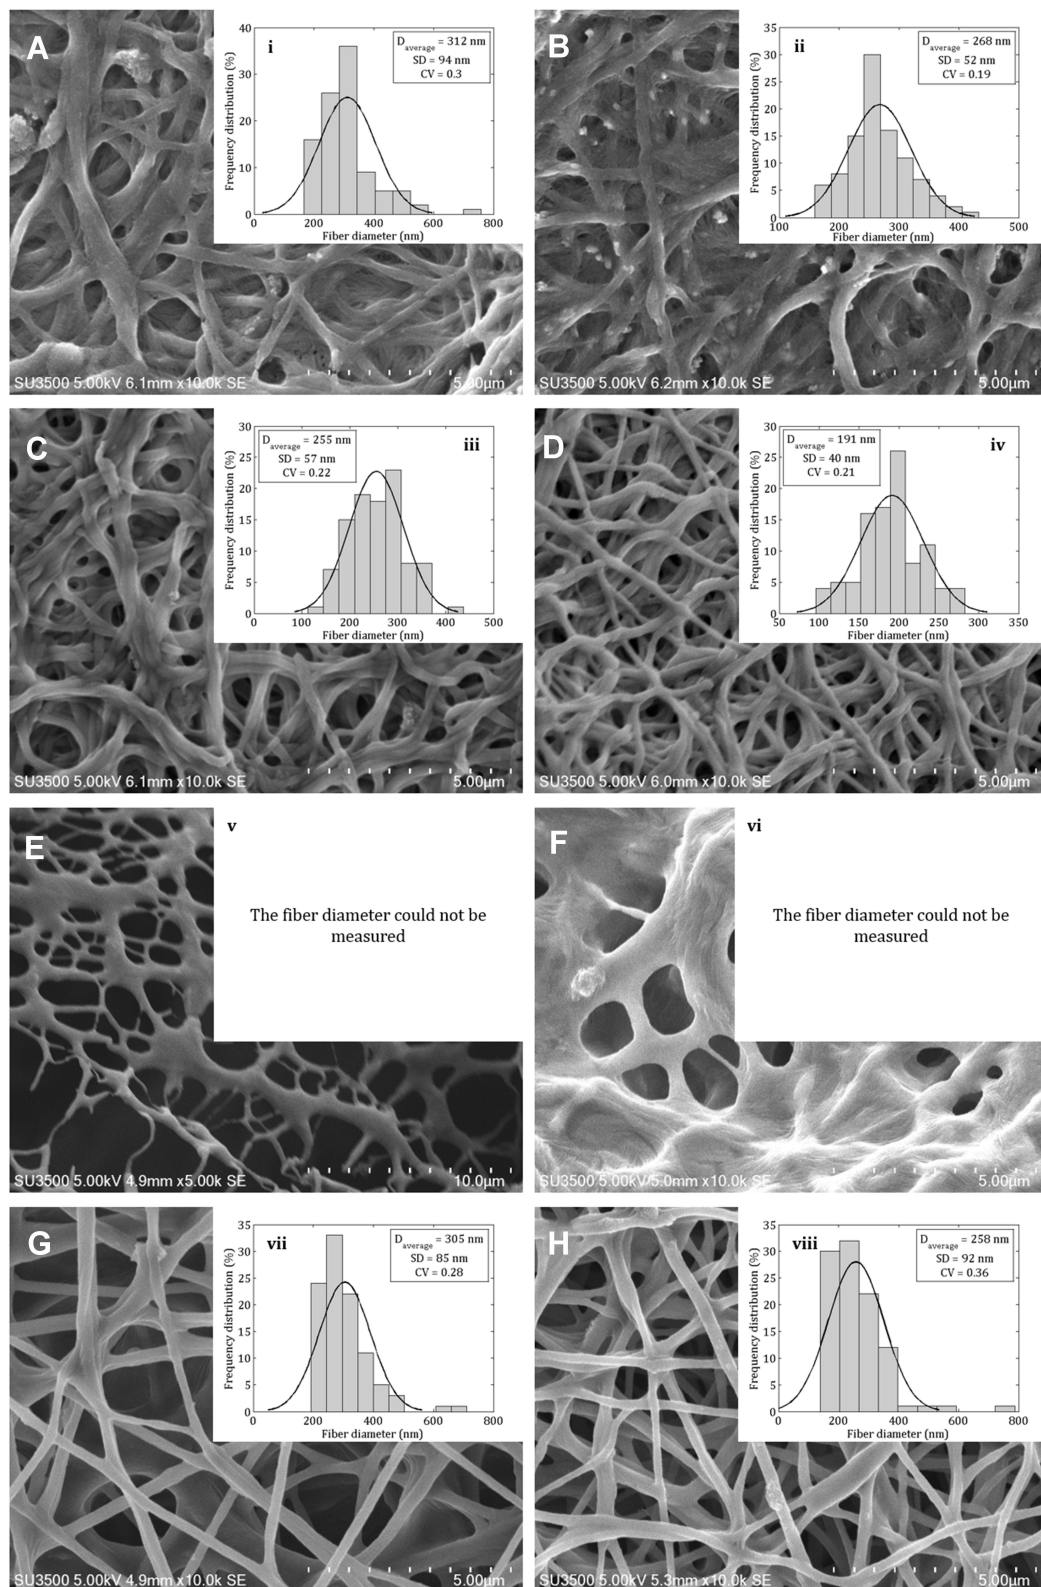 A
i
D average = 312 nm
SD = 94 nm
CV = 0.3
Frequency distribution (%)
40
30
20
10
0
0 200 400 600 800
Fiber diameter (nm)
SU3500 5.00kV 6.1mm x10.0k SE 5.00µm
B
ii
D average = 268 nm
SD = 52 nm
CV = 0.19
Frequency distribution (%)
35
30
25
20
15
10
5
0
100 200 300 400 500
Fiber diameter (nm)
SU3500 5.00kV 6.2mm x10.0k SE 5.00µm
C
iii
D average = 255 nm
SD = 57 nm
CV = 0.22
Frequency distribution (%)
30
25
20
15
10
5
0
0 100 200 300 400 500
Fiber diameter (nm)
SU3500 5.00kV 6.1mm x10.0k SE 5.00µm
D
iv
D average = 191 nm
SD = 40 nm
CV = 0.21
Frequency distribution (%)
30
25
20
15
10
5
0
50 100 150 200 250 300 350
Fiber diameter (nm)
SU3500 5.00kV 6.0mm x10.0k SE 5.00µm
E
v
The fiber diameter could not be
measured
SU3500 5.00kV 4.9mm x5.00k SE 10.0µm
F
vi
The fiber diameter could not be
measured
SU3500 5.00kV 5.0mm x10.0k SE 5.00µm
G
vii
D average = 305 nm
SD = 85 nm
CV = 0.28
Frequency distribution (%)
35
30
25
20
15
10
5
0
0 200 400 600 800
Fiber diameter (nm)
SU3500 5.00kV 4.9mm x10.0k SE 5.00µm
H
viii
D average = 258 nm
SD = 92 nm
CV = 0.36
Frequency distribution (%)
35
30
25
20
15
10
5
0
0 200 400 600 800
Fiber diameter (nm)
SU3500 5.00kV 5.3mm x10.0k SE 5.00µm